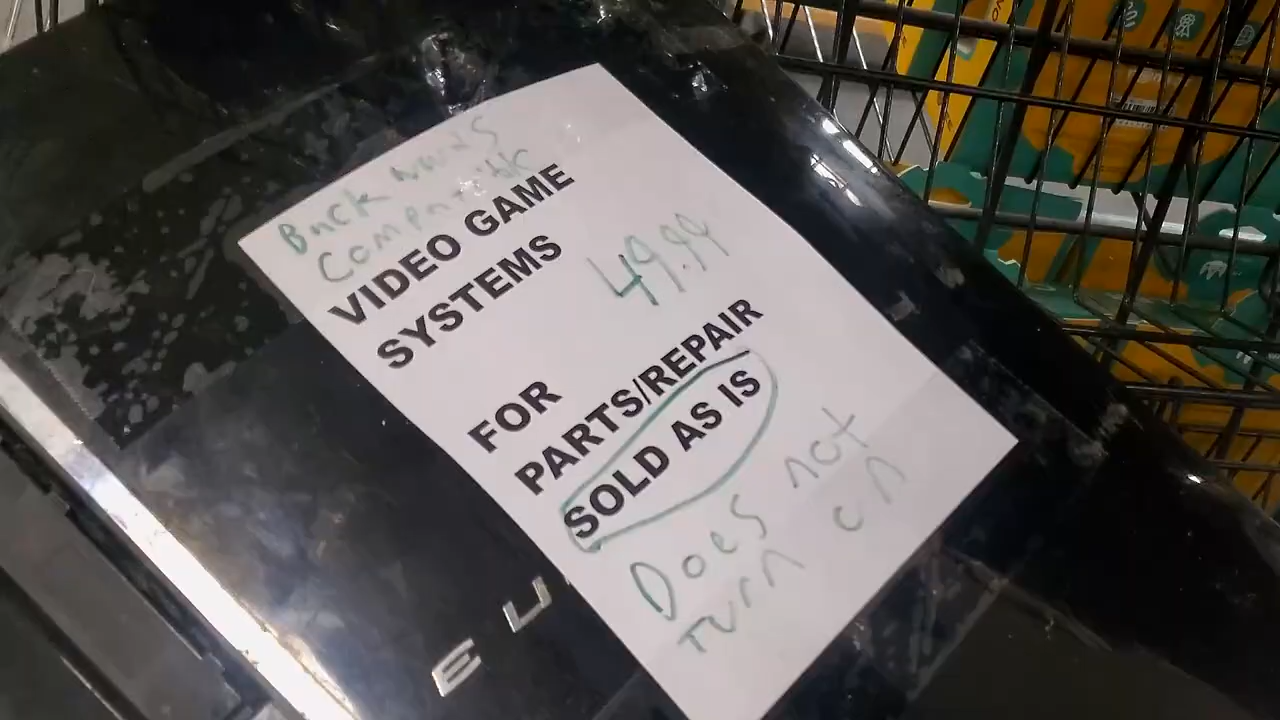 Backwards
Compatible
VIDEO GAME
SYSTEMS
49.99
FOR
PARTS/REPAIR
SOLD AS IS
Does not
turn on